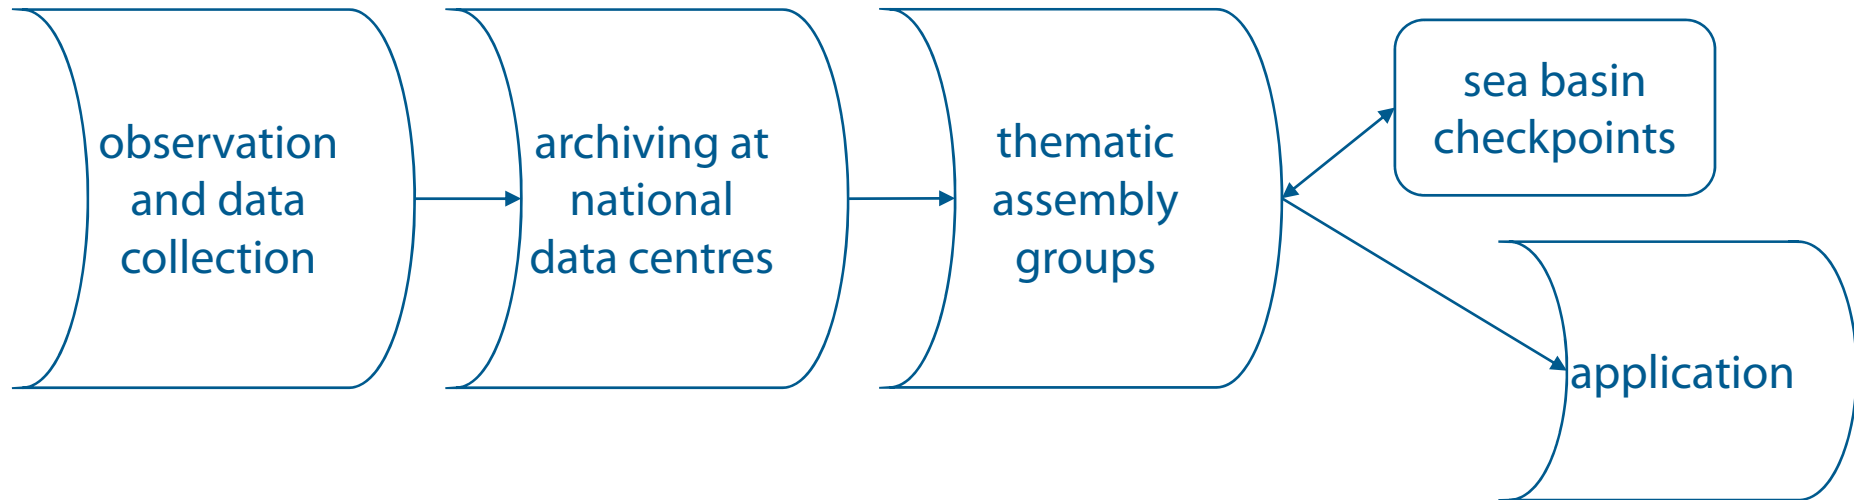 observation
and data
collection
archiving at
national
data centres
thematic
assembly
groups
sea basin
checkpoints
application